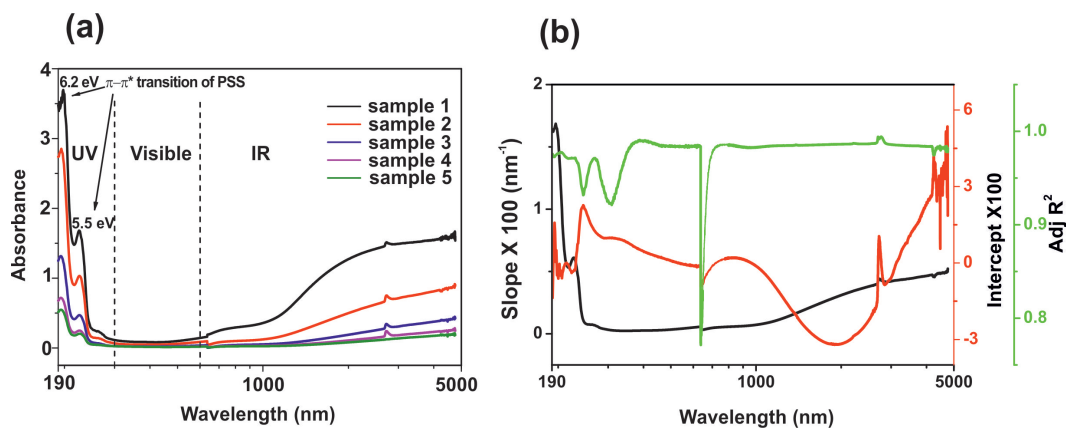 (a)
4
3
2
1
0
Absorbance
6.2 eV π–π* transition of PSS
UV
Visible
IR
5.5 eV
sample 1
sample 2
sample 3
sample 4
sample 5
190
1000
5000
Wavelength (nm)
(b)
2
1
0
Slope X 100 (nm⁻¹)
6
3
0
-3
Intercept X100
1.0
0.9
0.8
Adj R²
190
1000
5000
Wavelength (nm)